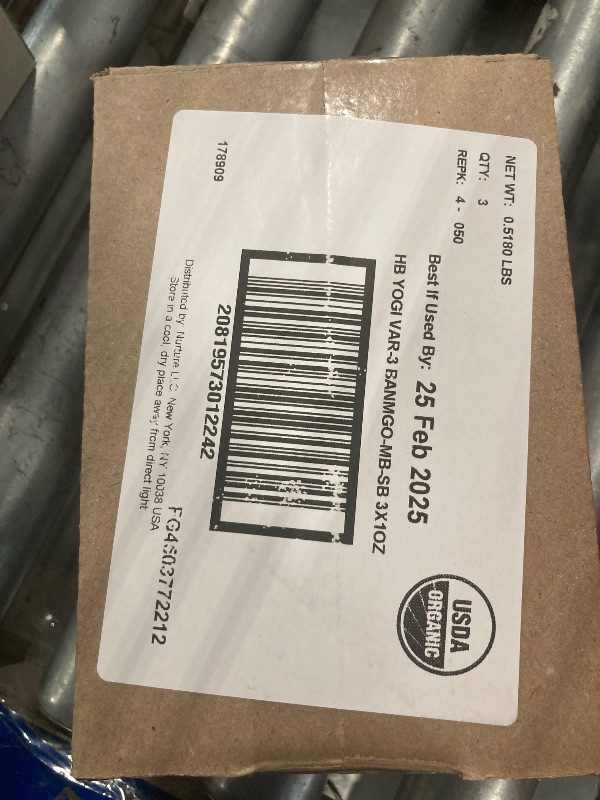 NET WT: 0.5180 LBS
QTY: 3
REPK: 4 - 050
Best If Used By: 25 Feb 2025
HB YOGI VAR-3 BANMGO-MB-SB 3X1OZ
USDA
ORGANIC
20819573012242
178909
Distributed by: Nurture LLC. New York, NY 10038 USA
Store in a cool, dry place away from direct light
FG4603772212